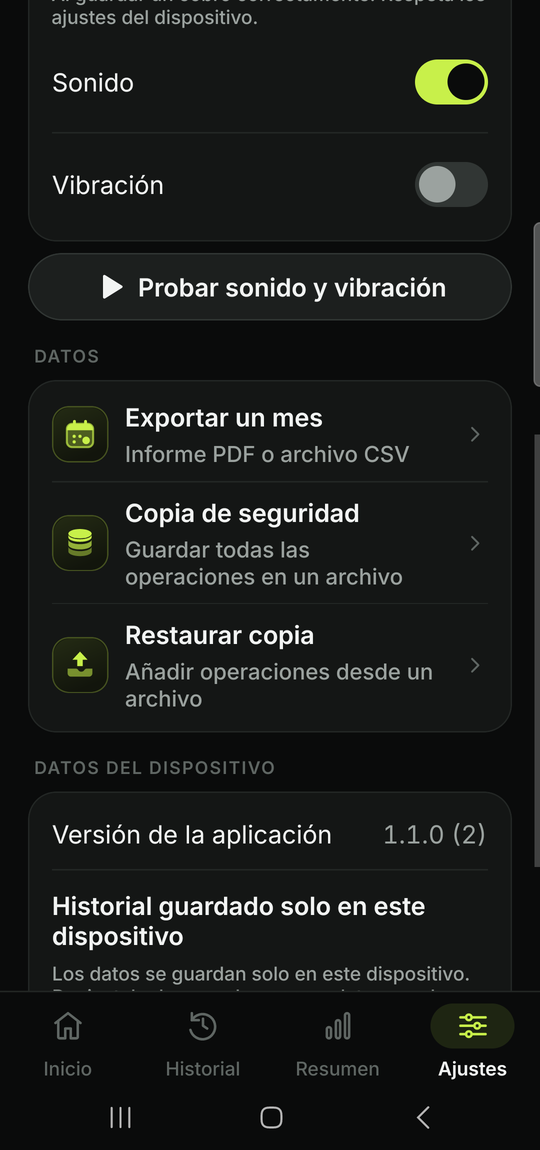 ajustes del dispositivo.
Sonido
Vibración
Probar sonido y vibración
DATOS
Exportar un mes
Informe PDF o archivo CSV
Copia de seguridad
Guardar todas las
operaciones en un archivo
Restaurar copia
Añadir operaciones desde un
archivo
DATOS DEL DISPOSITIVO
Versión de la aplicación 1.1.0 (2)
Historial guardado solo en este
dispositivo
Los datos se guardan solo en este dispositivo.
Inicio
Historial
Resumen
Ajustes